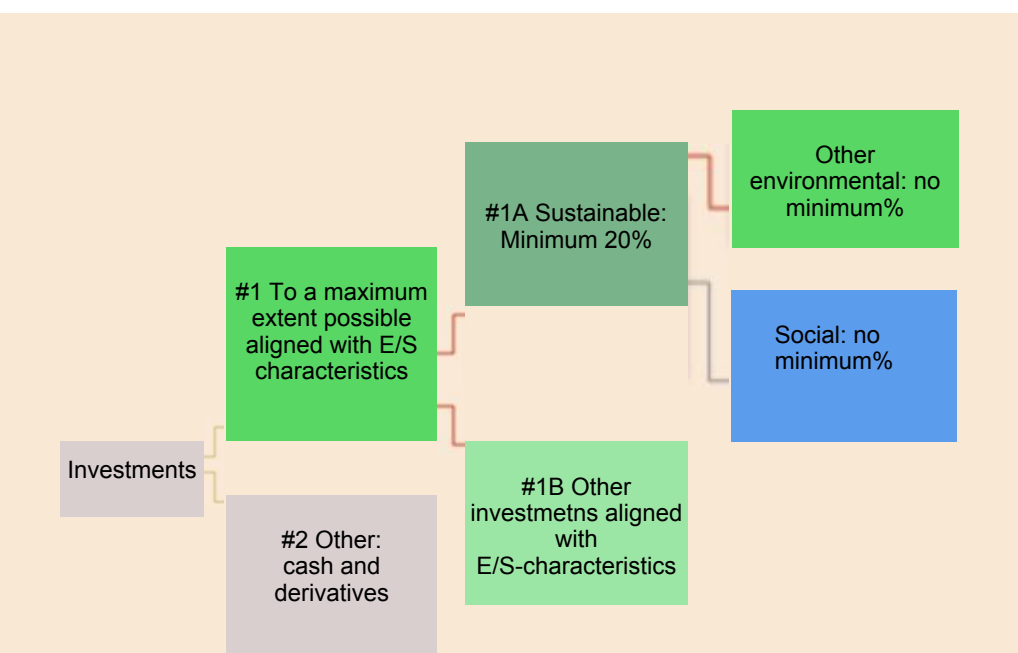 Investments
#1 To a maximum
extent possible
aligned with E/S
characteristics
#2 Other:
cash and
derivatives
#1A Sustainable:
Minimum 20%
#1B Other
investmetns aligned
with
E/S-characteristics
Other
environmental: no
minimum%
Social: no
minimum%